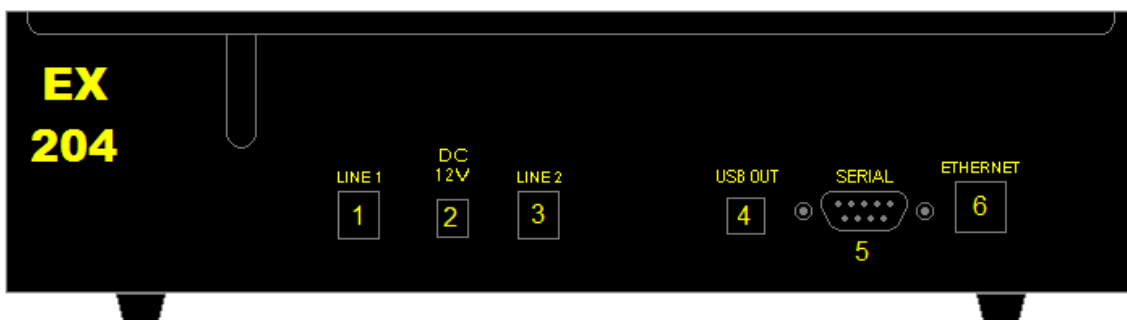 EX
204
LINE 1
DC
12V
LINE 2
USB OUT
SERIAL
ETHERNET
1
2
3
4
5
6